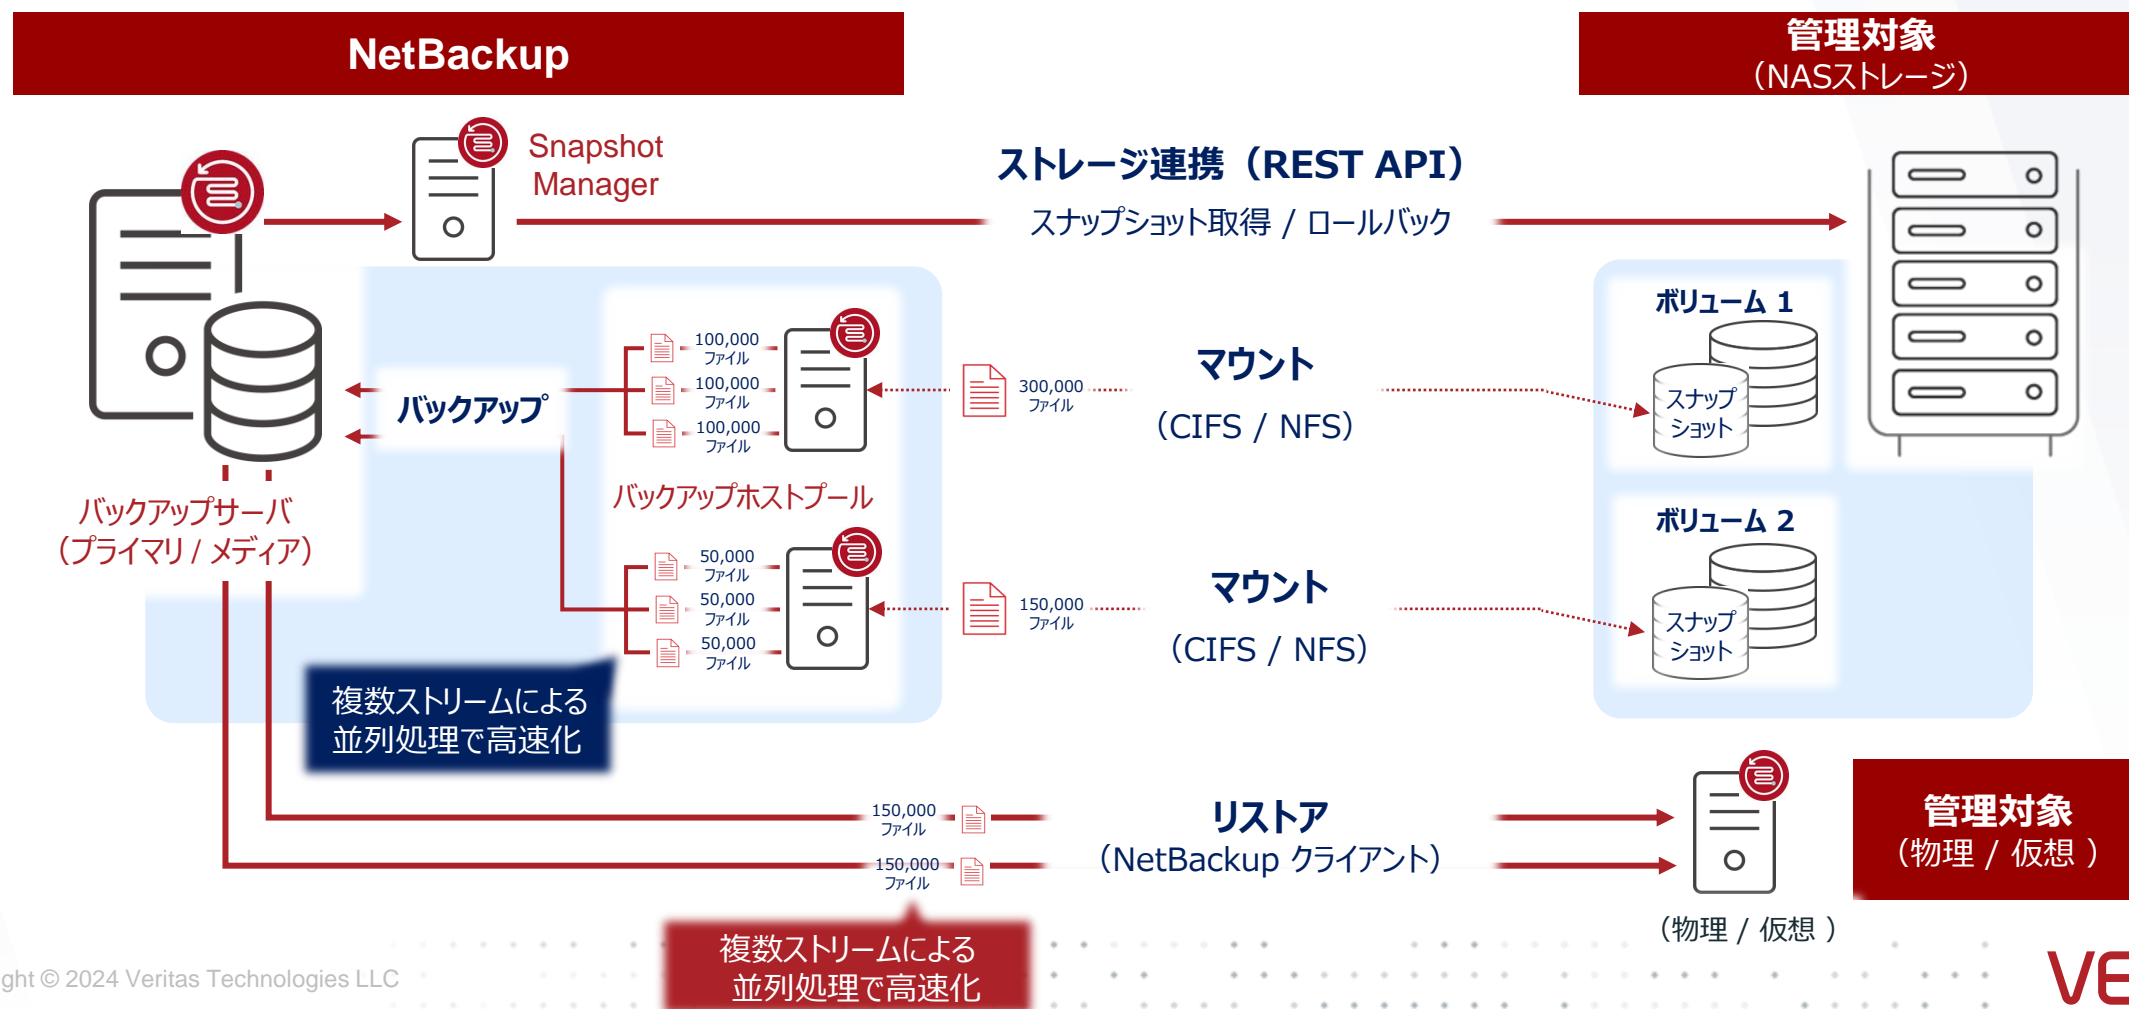 NetBackup
管理対象
（NASストレージ）
Snapshot
Manager
ストレージ連携（REST API）
スナップショット取得 / ロールバック
ボリューム 1
100,000
ファイル
100,000
ファイル
100,000
ファイル
300,000
ファイル
マウント
（CIFS / NFS）
スナップ
ショット
バックアップ
バックアップホストプール
バックアップサーバ
（プライマリ / メディア）
ボリューム 2
50,000
ファイル
50,000
ファイル
50,000
ファイル
150,000
ファイル
マウント
（CIFS / NFS）
スナップ
ショット
複数ストリームによる
並列処理で高速化
150,000
ファイル
150,000
ファイル
リストア
（NetBackup クライアント）
管理対象
（物理 / 仮想 ）
（物理 / 仮想 ）
複数ストリームによる
並列処理で高速化
ght © 2024 Veritas Technologies LLC
VE